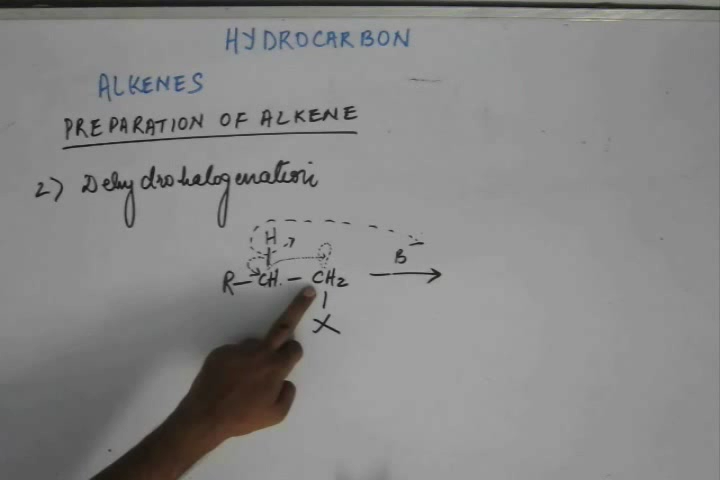 HYDROCARBON
ALKENES
PREPARATION OF ALKENE
2) Dehydrohalogenation
H
B⁻
R-CH-CH2
X